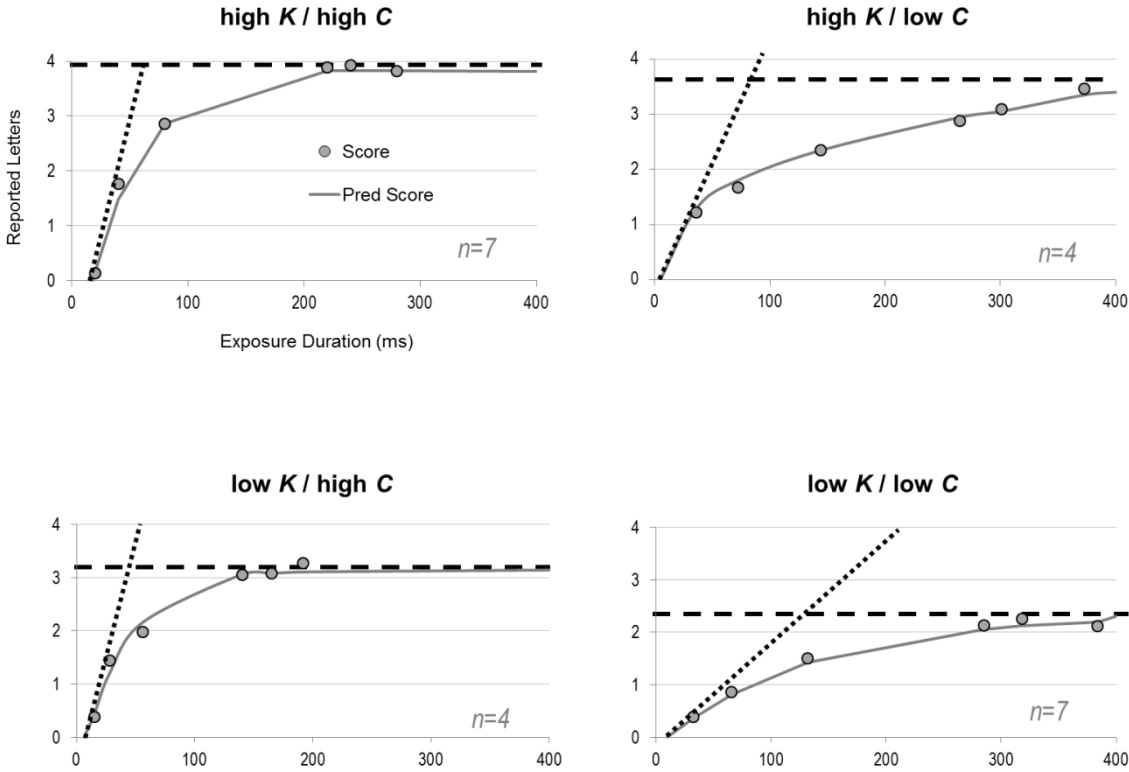 high K / high C
4
3
2
1
0
Reported Letters
Score
Pred Score
n=7
0 100 200 300 400
Exposure Duration (ms)
high K / low C
4
3
2
1
0
n=4
0 100 200 300 400
low K / high C
4
3
2
1
0
n=4
0 100 200 300 400
low K / low C
4
3
2
1
0
n=7
0 100 200 300 400